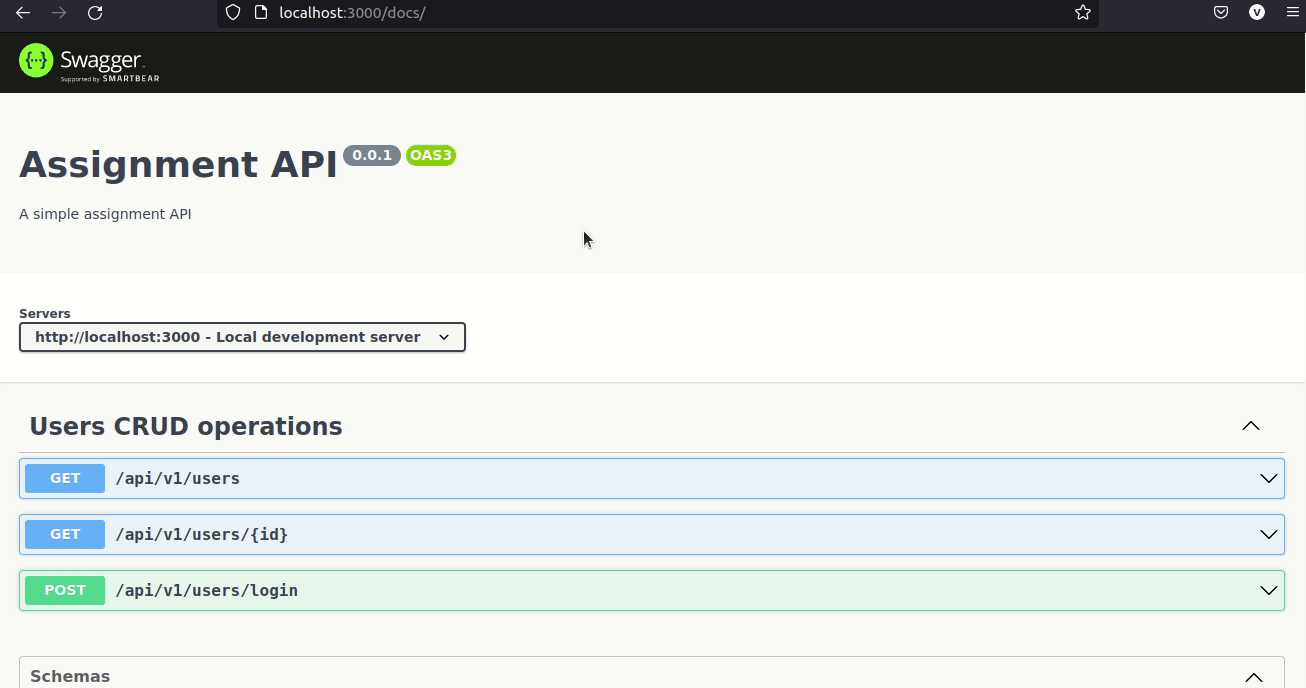 localhost:3000/docs/
V
{··}
Swagger
Supported by SMARTBEAR
Assignment API 0.0.1 OAS3
A simple assignment API
Servers
http://localhost:3000 - Local development server
Users CRUD operations
GET /api/v1/users
GET /api/v1/users/{id}
POST /api/v1/users/login
Schemas